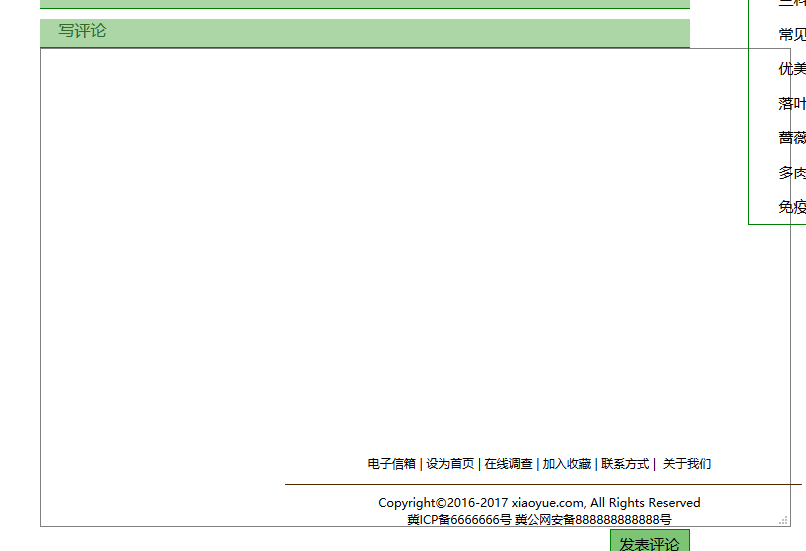 写评论
常见
优美
落叶
蔷薇
多肉
免疫
电子信箱 | 设为首页 | 在线调查 | 加入收藏 | 联系方式 | 关于我们
Copyright©2016-2017 xiaoyue.com, All Rights Reserved
冀ICP备6666666号 冀公网安备888888888888号
发表评论